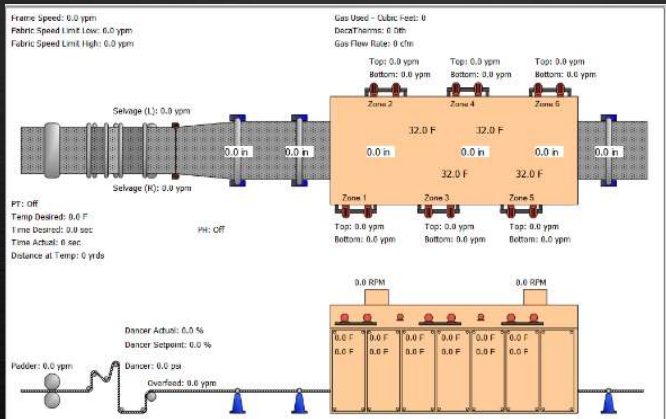 Frame Speed: 0.0 ypm
Fabric Speed Limit Low: 0.0 ypm
Fabric Speed Limit High: 0.0 ypm
Gas Used - Cubic Feet: 0
DecaTherms: 0 Dth
Gas Flow Rate: 0 cfm
Top: 0.0 ypm
Bottom: 0.0 ypm
Top: 0.0 ypm
Bottom: 0.0 ypm
Top: 0.0 ypm
Bottom: 0.0 ypm
Zone 2
Zone 4
Zone 6
Selvage (L): 0.0 ypm
32.0 F
32.0 F
0.0 in
0.0 in
0.0 in
0.0 in
0.0 in
0.0 in
32.0 F
32.0 F
Selvage (R): 0.0 ypm
Zone 1
Zone 3
Zone 5
PT: Off
Temp Desired: 0.0 F
Time Desired: 0.0 sec
PH: Off
Time Actual: 0 sec
Distance at Temp: 0 yrds
Top: 0.0 ypm
Bottom: 0.0 ypm
Top: 0.0 ypm
Bottom: 0.0 ypm
Top: 0.0 ypm
Bottom: 0.0 ypm
0.0 RPM
0.0 RPM
Dancer Actual: 0.0 %
Dancer Setpoint: 0.0 %
0.0 F
0.0 F
0.0 F
0.0 F
0.0 F
0.0 F
0.0 F
0.0 F
0.0 F
0.0 F
0.0 F
0.0 F
Padder: 0.0 ypm
Dancer: 0.0 psi
Overfeed: 0.0 ypm